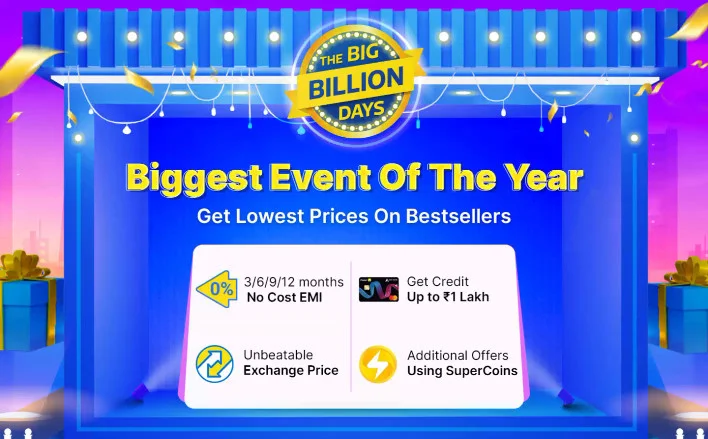 THE BIG
BILLION
DAYS
Biggest Event Of The Year
Get Lowest Prices On Bestsellers
0%
3/6/9/12 months
No Cost EMI
Get Credit
Up to ₹1 Lakh
Unbeatable
Exchange Price
Additional Offers
Using SuperCoins